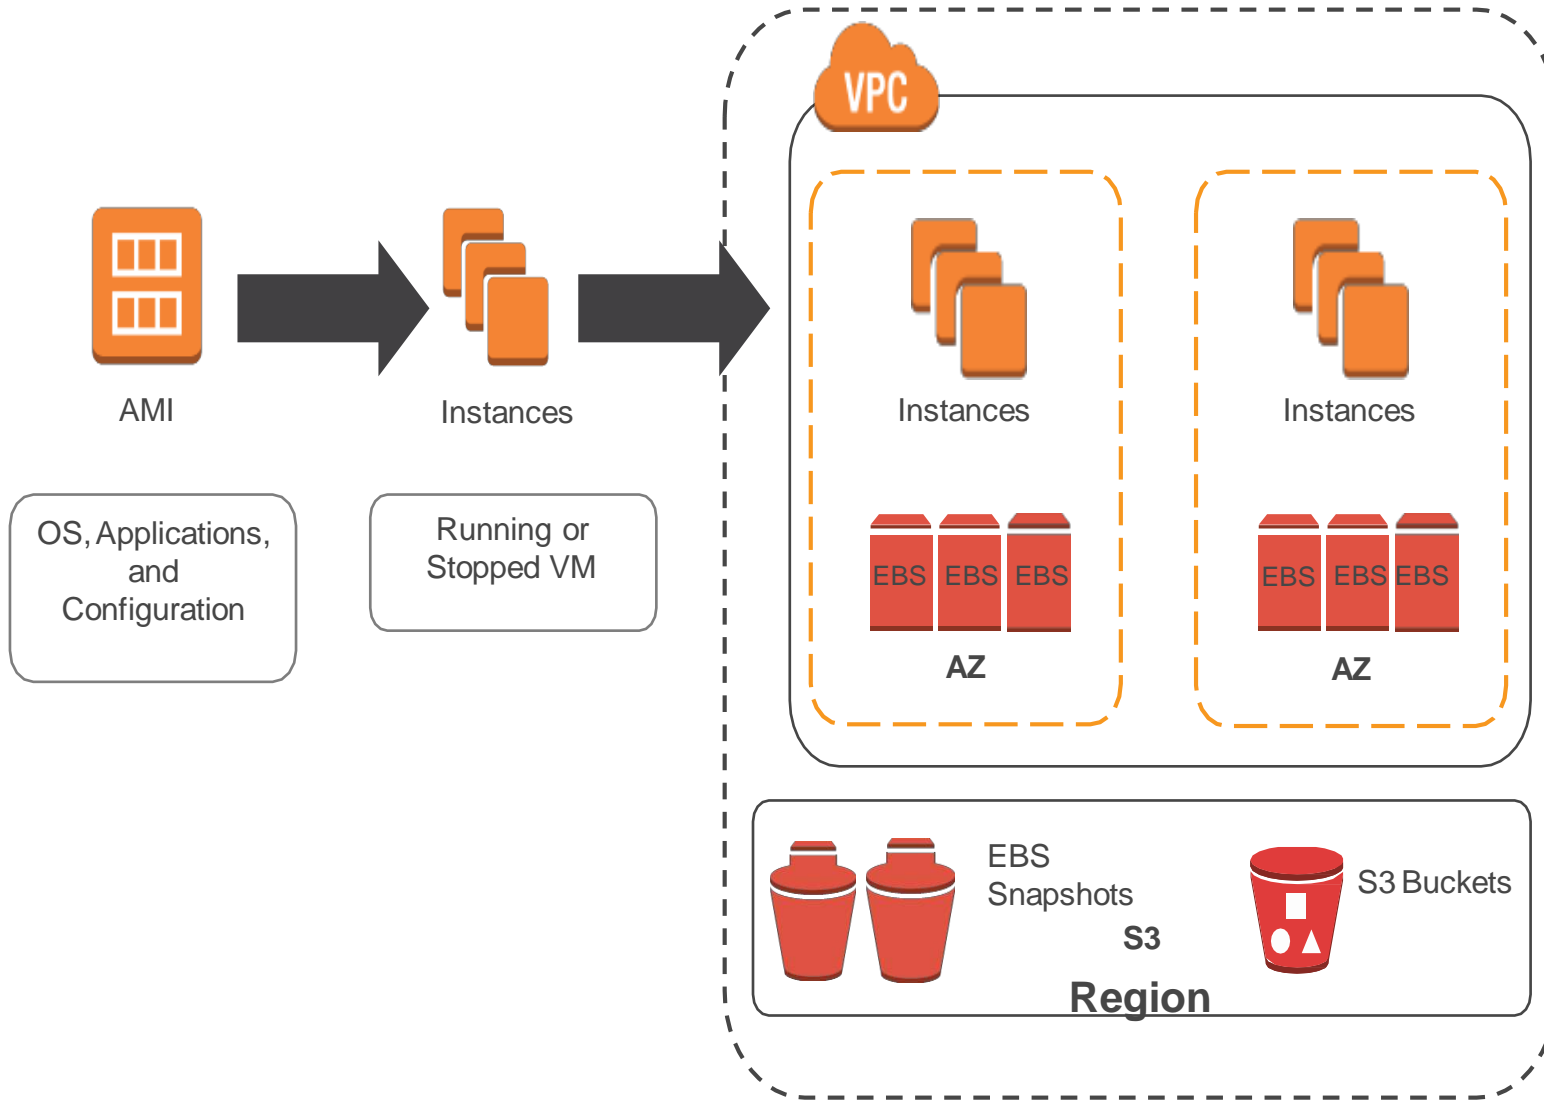 VPC
AMI
Instances
Instances
Instances
OS, Applications,
and
Configuration
Running or
Stopped VM
EBS EBS EBS
EBS EBS EBS
AZ
AZ
EBS
Snapshots
S3 Buckets
S3
Region